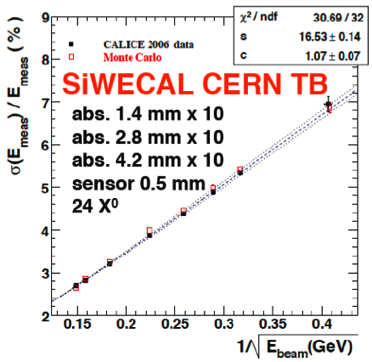 χ²/ndf 30.69 / 32
s 16.53 ± 0.14
c 1.07 ± 0.07
σ(E_meas) / E_meas (%)
CALICE 2006 data
Monte Carlo
SiWECAL CERN TB
abs. 1.4 mm x 10
abs. 2.8 mm x 10
abs. 4.2 mm x 10
sensor 0.5 mm
24 X⁰
9
8
7
6
5
4
3
2
0.15 0.2 0.25 0.3 0.35 0.4
1/√E_beam(GeV)